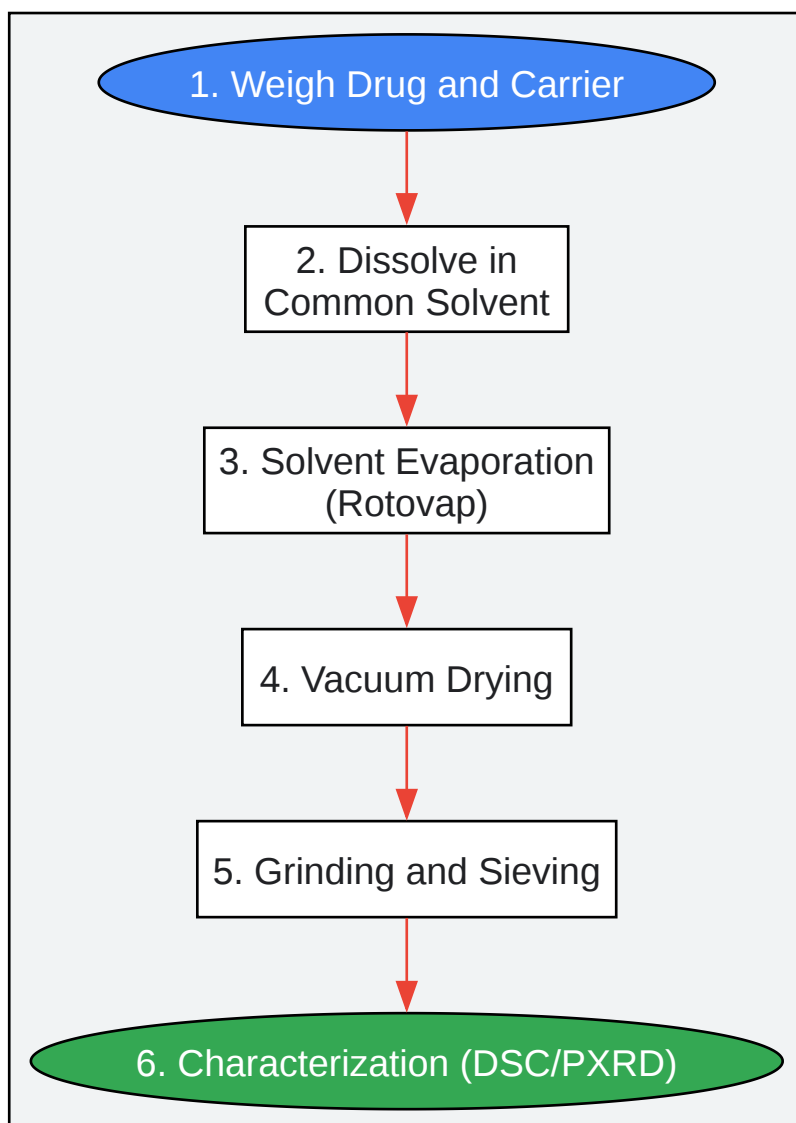 1. Weigh Drug and Carrier
2. Dissolve in
Common Solvent
3. Solvent Evaporation
(Rotovap)
4. Vacuum Drying
5. Grinding and Sieving
6. Characterization (DSC/PXRD)